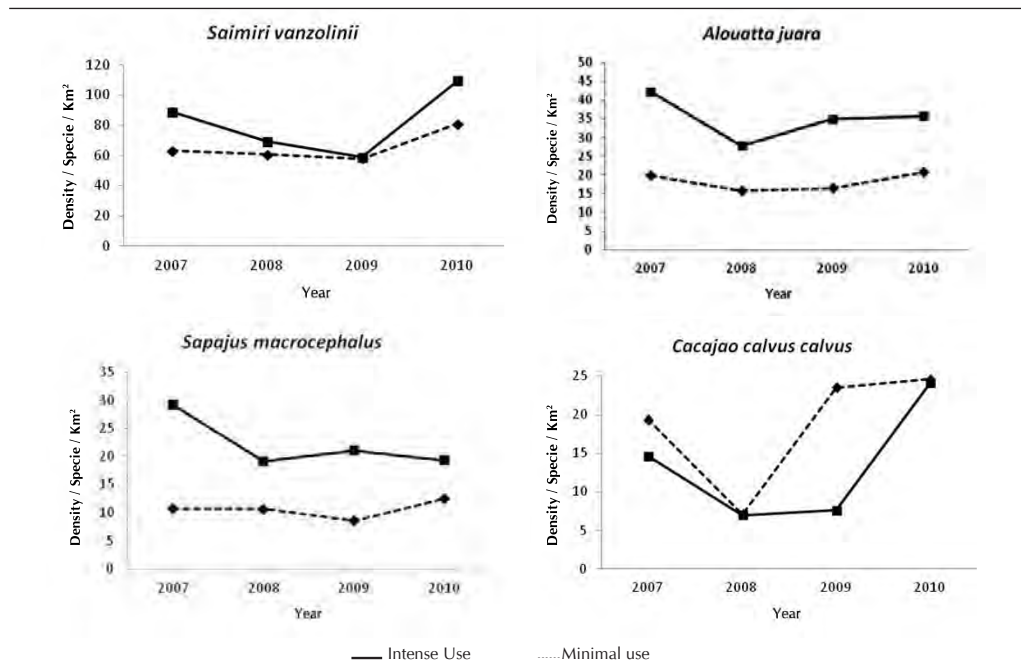 Saimiri vanzolinii
Density / Specie / Km²
120
100
80
60
40
20
0
2007 2008 2009 2010
Year
Alouatta juara
Density / Specie / Km²
50
45
40
35
30
25
20
15
10
5
0
2007 2008 2009 2010
Year
Sapajus macrocephalus
Density / Specie / Km²
35
30
25
20
15
10
5
0
2007 2008 2009 2010
Year
Cacajao calvus calvus
Density / Specie / Km²
25
20
15
10
5
0
2007 2008 2009 2010
Year
Intense Use Minimal use